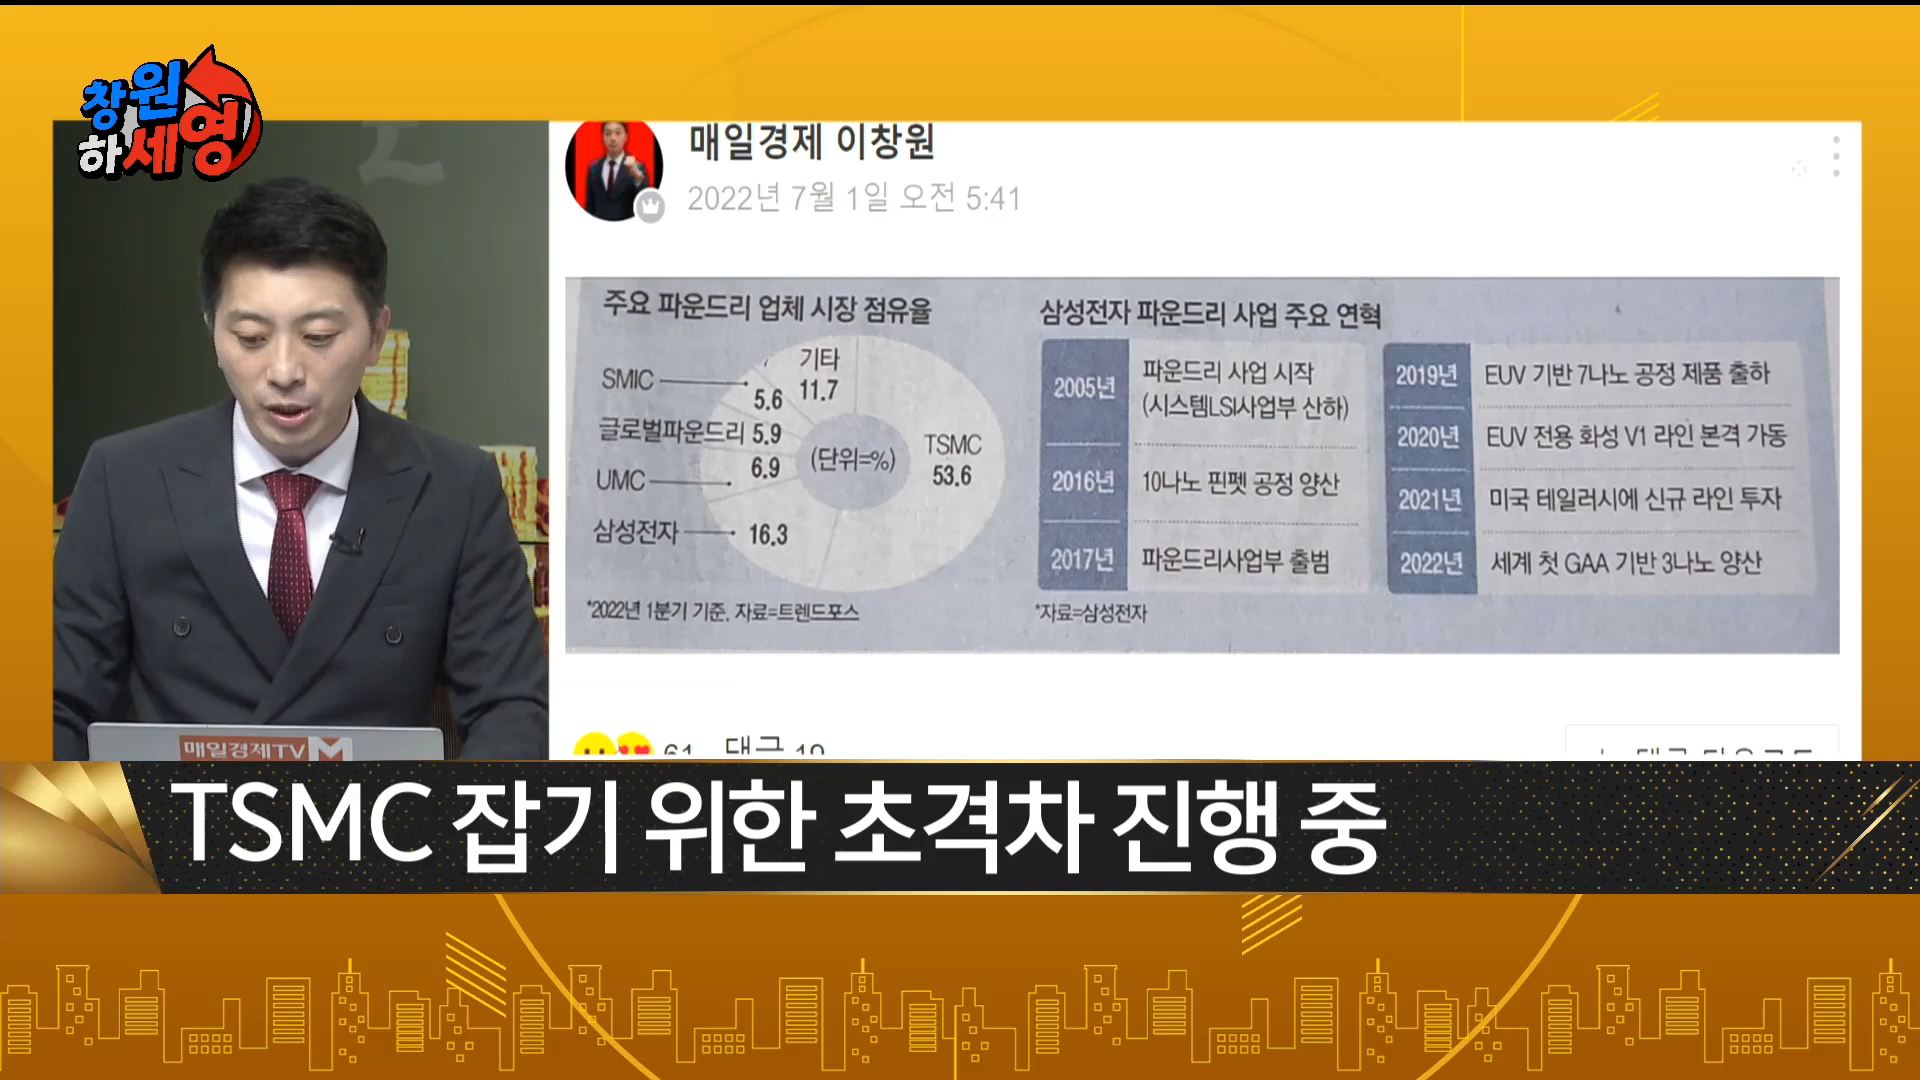 창원
하세영
매일경제 이창원
2022년 7월 1일 오전 5:41
주요 파운드리 업체 시장 점유율
기타
11.7
SMIC
5.6
글로벌파운드리 5.9
UMC
6.9
삼성전자
16.3
(단위=%)
TSMC
53.6
*2022년 1분기 기준. 자료=트렌드포스
삼성전자 파운드리 사업 주요 연혁
2005년 파운드리 사업 시작
(시스템LSI사업부 산하)
2016년 10나노 핀펫 공정 양산
2017년 파운드리사업부 출범
2019년 EUV 기반 7나노 공정 제품 출하
2020년 EUV 전용 화성 V1 라인 본격 가동
2021년 미국 테일러시에 신규 라인 투자
2022년 세계 첫 GAA 기반 3나노 양산
*자료=삼성전자
61 댓글 19
매일경제TV M
TSMC 잡기 위한 초격차 진행 중